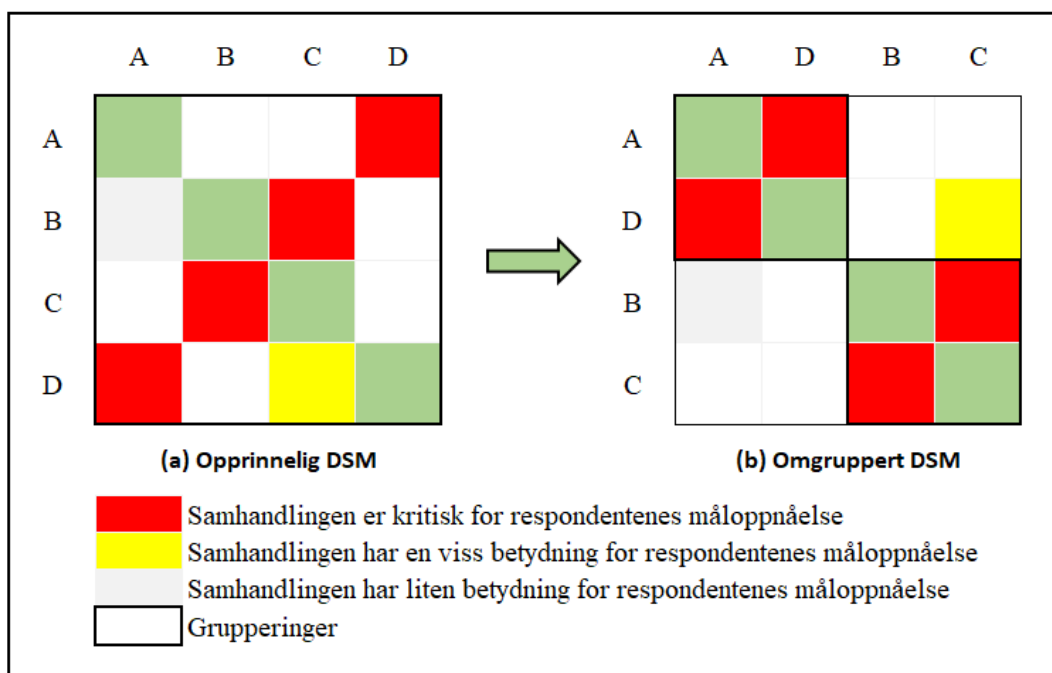 A B C D
A D B C
A
B
C
D
A
D
B
C
(a) Opprinnelig DSM
(b) Omgruppert DSM
Samhandlingen er kritisk for respondentenes måloppnåelse
Samhandlingen har en viss betydning for respondentenes måloppnåelse
Samhandlingen har liten betydning for respondentenes måloppnåelse
Grupperinger